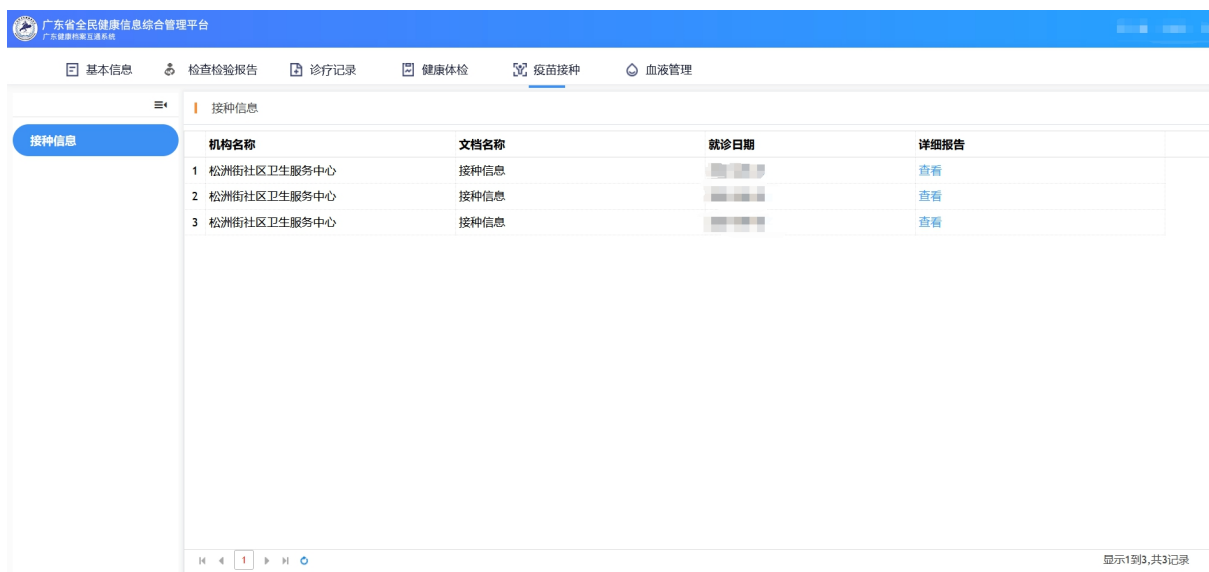 广东省全民健康信息综合管理平台
广东健康档案互通系统
基本信息 检查检验报告 诊疗记录 健康体检 疫苗接种 血液管理
接种信息
接种信息
机构名称 文档名称 就诊日期 详细报告
1 松洲街社区卫生服务中心 接种信息 查看
2 松洲街社区卫生服务中心 接种信息 查看
3 松洲街社区卫生服务中心 接种信息 查看
1
显示1到3,共3记录